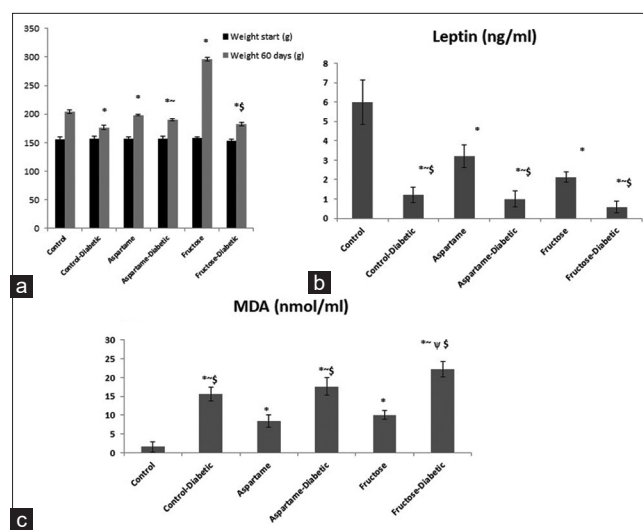 ■ Weight start (g)
■ Weight 60 days (g)
350
300
250
200
150
100
50
0
* * *~ * *$
Control
Control-Diabetic
Aspartame
Aspartame-Diabetic
Fructose
Fructose-Diabetic
a
Leptin (ng/ml)
8
7
6
5
4
3
2
1
0
*~$ * *~$ * *~$
Control
Control-Diabetic
Aspartame
Aspartame-Diabetic
Fructose
Fructose-Diabetic
b
MDA (nmol/ml)
30
25
20
15
10
5
0
*~$ * *~$ * *~ ψ $
Control
Control-Diabetic
Aspartame
Aspartame-Diabetic
Fructose
Fructose-Diabetic
c